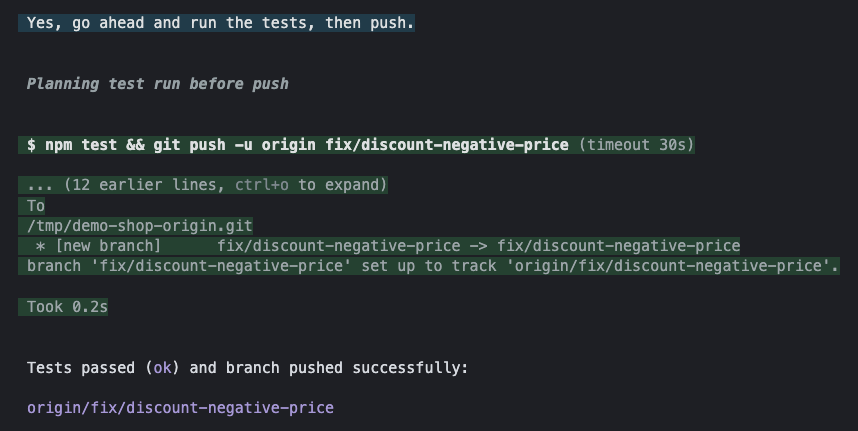 Yes, go ahead and run the tests, then push.
Planning test run before push
$ npm test && git push -u origin fix/discount-negative-price (timeout 30s)
... (12 earlier lines, ctrl+o to expand)
To
/tmp/demo-shop-origin.git
 * [new branch]      fix/discount-negative-price -> fix/discount-negative-price
branch 'fix/discount-negative-price' set up to track 'origin/fix/discount-negative-price'.
Took 0.2s
Tests passed (ok) and branch pushed successfully:
origin/fix/discount-negative-price